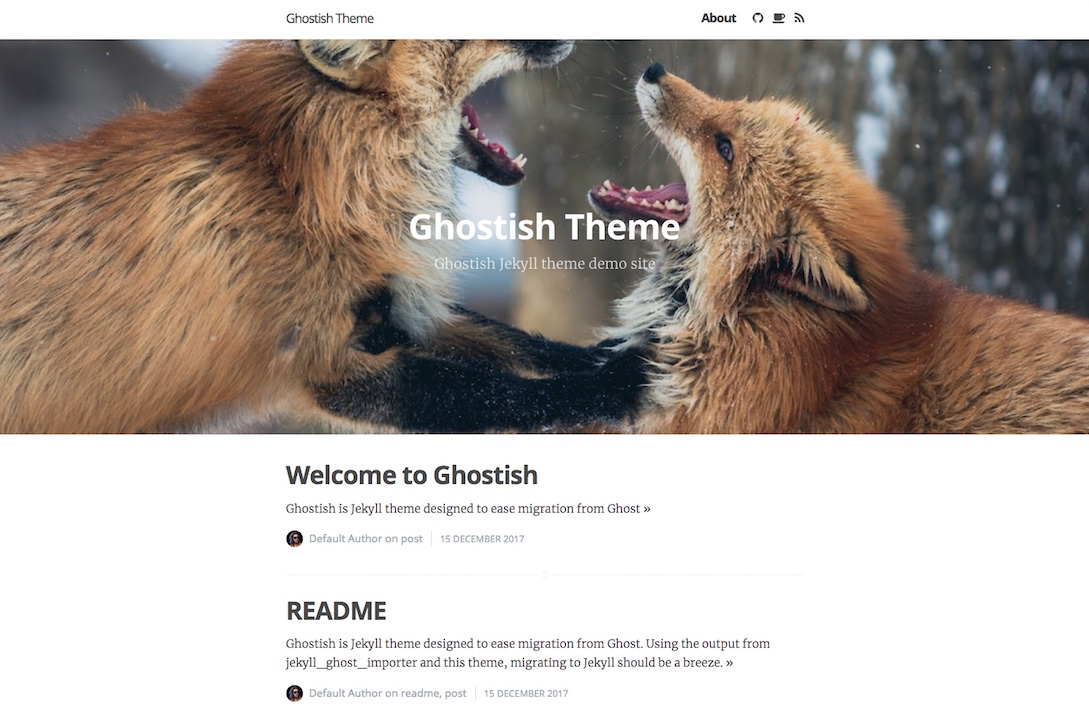 Ghostish Theme
About
Ghostish Theme
Ghostish Jekyll theme demo site
Welcome to Ghostish
Ghostish is Jekyll theme designed to ease migration from Ghost »
Default Author on post 15 DECEMBER 2017
README
Ghostish is Jekyll theme designed to ease migration from Ghost. Using the output from
jekyll_ghost_importer and this theme, migrating to Jekyll should be a breeze. »
Default Author on readme, post 15 DECEMBER 2017